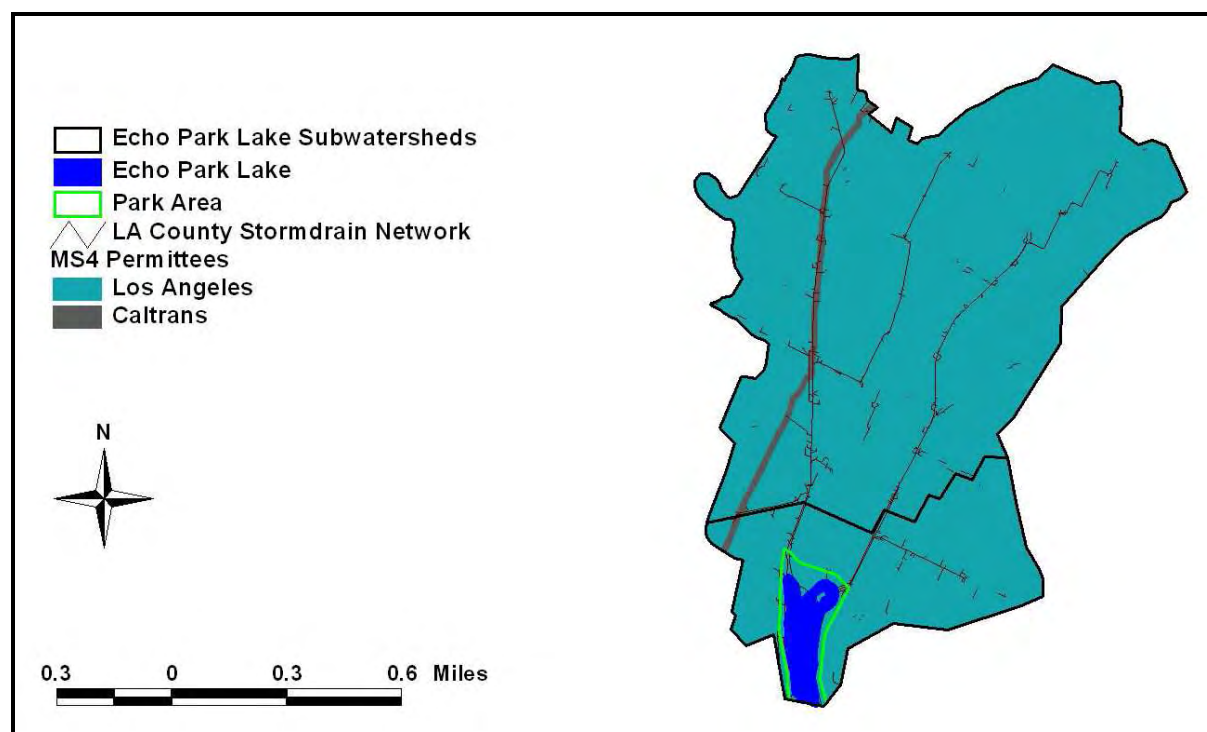 Echo Park Lake Subwatersheds
Echo Park Lake
Park Area
LA County Stormdrain Network
MS4 Permittees
Los Angeles
Caltrans
N
0.3 0 0.3 0.6 Miles